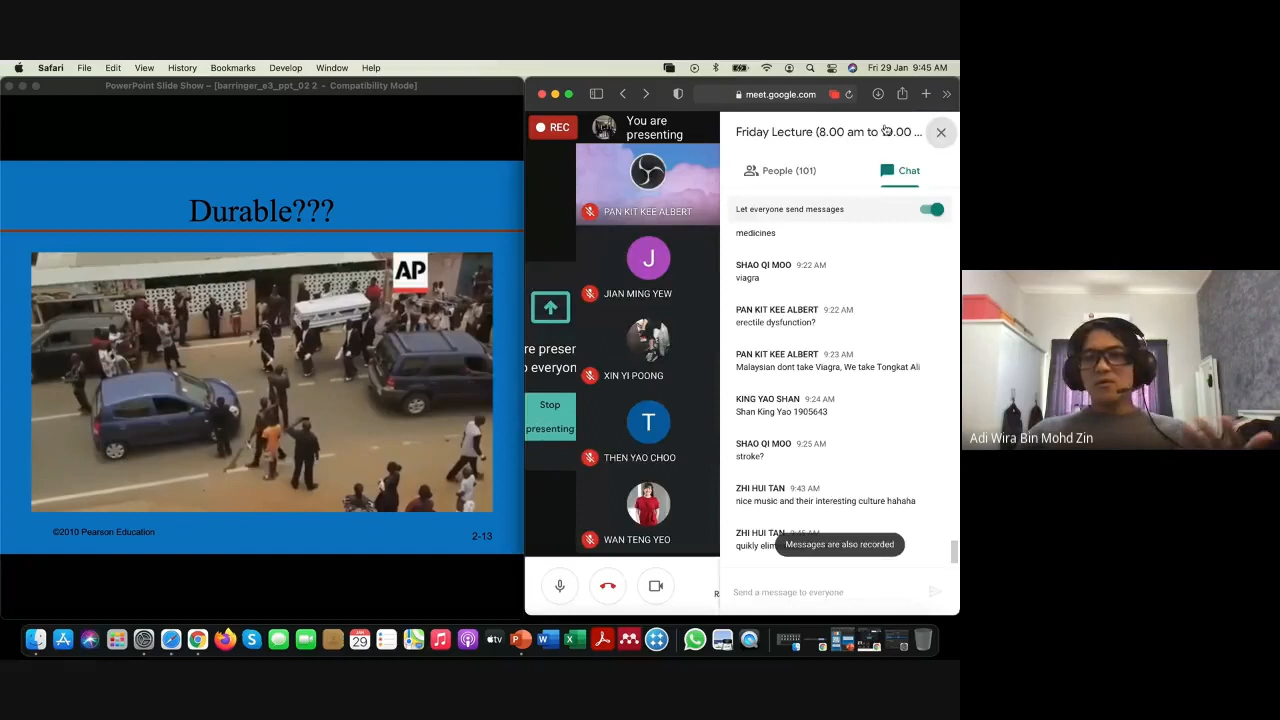 Safari File Edit View History Bookmarks Develop Window Help
Fri 29 Jan 9:45 AM
PowerPoint Slide Show – [barringer_e3_ppt_02 2 - Compatibility Mode]
Durable???
AP
©2010 Pearson Education
2-13
meet.google.com
REC
You are
presenting
PAN KIT KEE ALBERT
J
JIAN MING YEW
XIN YI POONG
T
THEN YAO CHOO
WAN TENG YEO
re preser
o everyon
Stop
presenting
Friday Lecture (8.00 am to
People (101)
Chat
Let everyone send messages
medicines
SHAO QI MOO 9:22 AM
viagra
PAN KIT KEE ALBERT 9:22 AM
erectile dysfunction?
PAN KIT KEE ALBERT 9:23 AM
Malaysian dont take Viagra, We take Tongkat Ali
KING YAO SHAN 9:24 AM
Shan King Yao 1905643
SHAO QI MOO 9:25 AM
stroke?
ZHI HUI TAN 9:43 AM
nice music and their interesting culture hahaha
ZHI HUI TAN
quikly elim
Messages are also recorded
Send a message to everyone
R
Adi Wira Bin Mohd Zin
JAN
29
tv